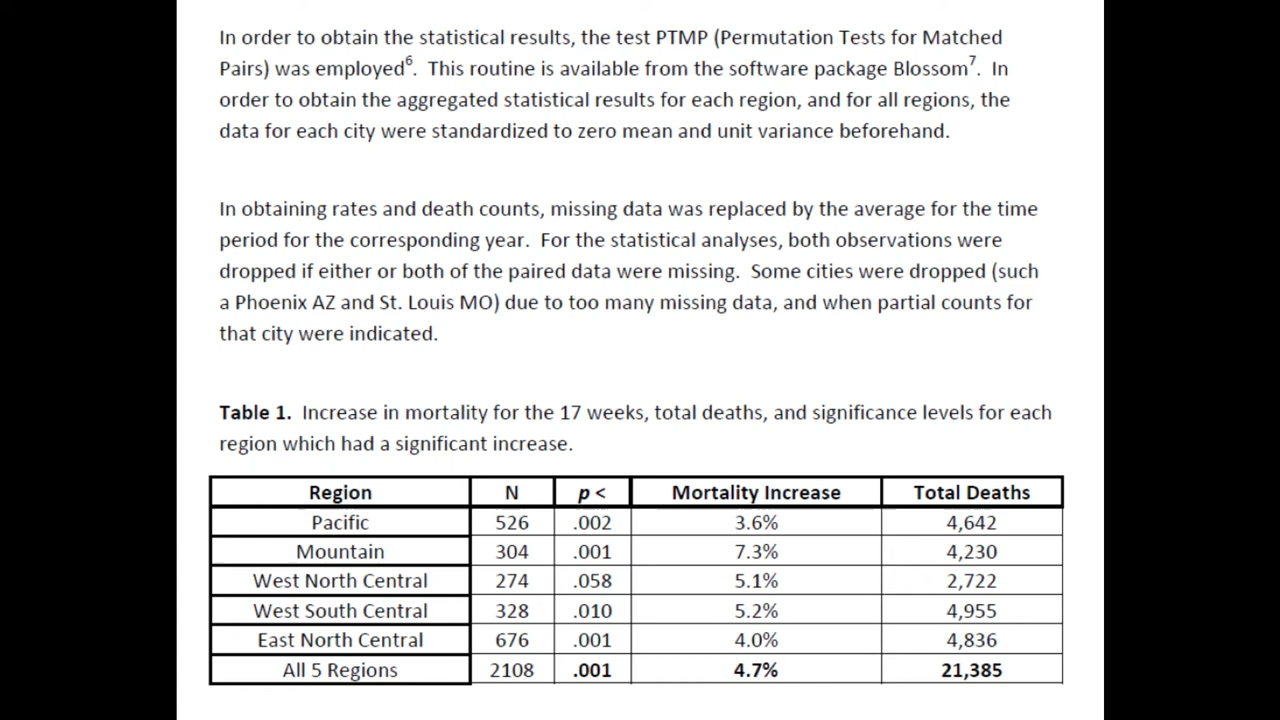 In order to obtain the statistical results, the test PTMP (Permutation Tests for Matched
Pairs) was employed⁶.  This routine is available from the software package Blossom⁷.  In
order to obtain the aggregated statistical results for each region, and for all regions, the
data for each city were standardized to zero mean and unit variance beforehand.
In obtaining rates and death counts, missing data was replaced by the average for the time
period for the corresponding year.  For the statistical analyses, both observations were
dropped if either or both of the paired data were missing.  Some cities were dropped (such
a Phoenix AZ and St. Louis MO) due to too many missing data, and when partial counts for
that city were indicated.
Table 1.  Increase in mortality for the 17 weeks, total deaths, and significance levels for each
region which had a significant increase.
Region N p < Mortality Increase Total Deaths
Pacific 526 .002 3.6% 4,642
Mountain 304 .001 7.3% 4,230
West North Central 274 .058 5.1% 2,722
West South Central 328 .010 5.2% 4,955
East North Central 676 .001 4.0% 4,836
All 5 Regions 2108 .001 4.7% 21,385